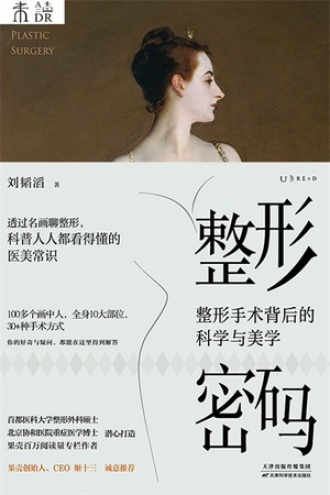 未读
ADR
PLASTIC
SURGERY
刘韬滔 著
UNREAD
透过名画聊整形,
科普人人都看得懂的
医美常识
整形
整形手术背后的
科学与美学
密码
100多个画中人,全身10大部位,
30+种手术方式
你的好奇与疑问,都能在这里得到解答
首都医科大学整形外科硕士
北京协和医院重症医学博士 潜心打造
果壳百万阅读量专栏作者
果壳创始人、CEO 姬十三 诚意推荐
天津出版传媒集团
天津科学技术出版社